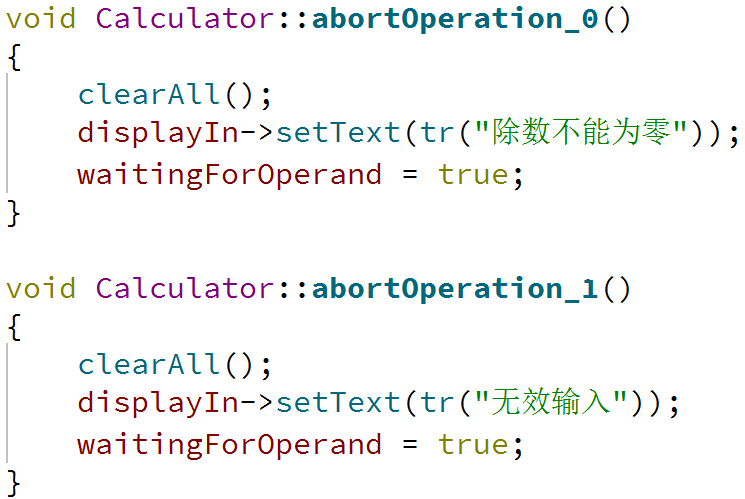 void Calculator::abortOperation_0()
{
    clearAll();
    displayIn->setText(tr("除数不能为零"));
    waitingForOperand = true;
}
void Calculator::abortOperation_1()
{
    clearAll();
    displayIn->setText(tr("无效输入"));
    waitingForOperand = true;
}